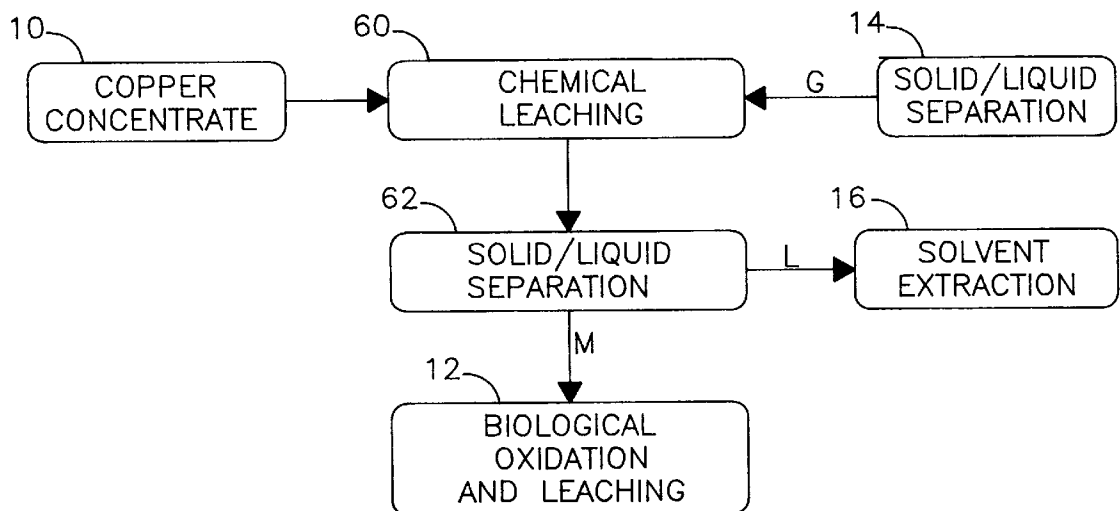 10
COPPER
CONCENTRATE
60
CHEMICAL
LEACHING
G
14
SOLID/LIQUID
SEPARATION
62
SOLID/LIQUID
SEPARATION
L
16
SOLVENT
EXTRACTION
M
12
BIOLOGICAL
OXIDATION
AND LEACHING